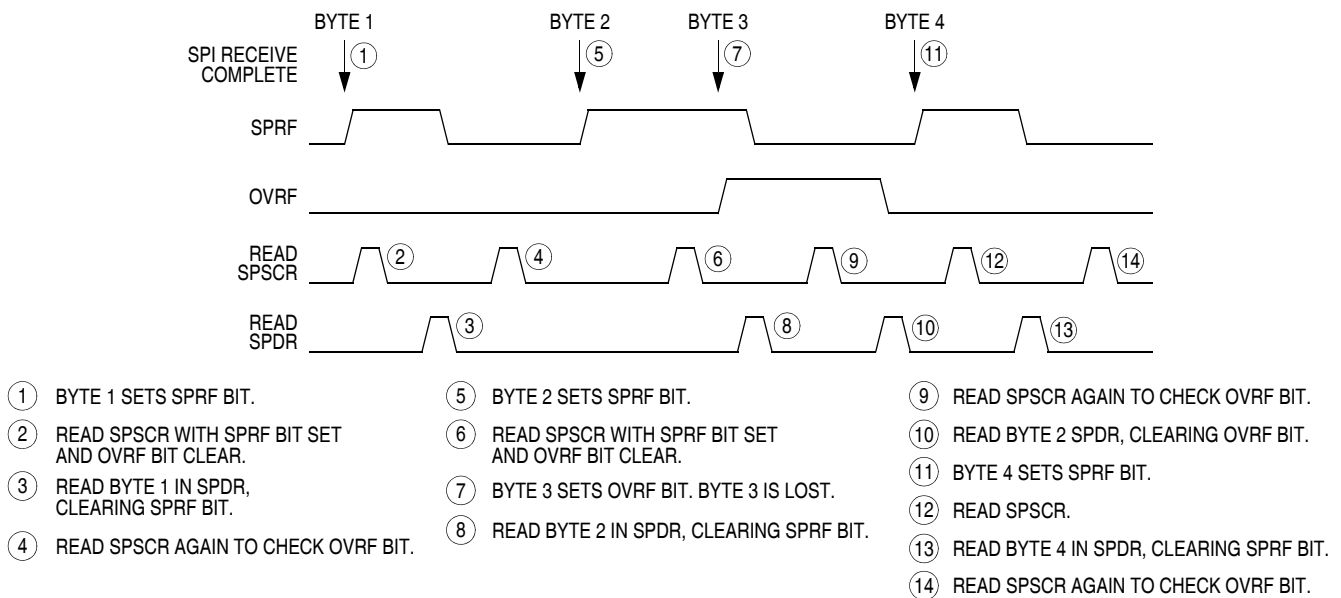 BYTE 1
BYTE 2
BYTE 3
BYTE 4
SPI RECEIVE
COMPLETE
1
5
7
11
SPRF
OVRF
READ
SPSCR
2
4
6
9
12
14
READ
SPDR
3
8
10
13
1 BYTE 1 SETS SPRF BIT.
2 READ SPSCR WITH SPRF BIT SET
AND OVRF BIT CLEAR.
3 READ BYTE 1 IN SPDR,
CLEARING SPRF BIT.
4 READ SPSCR AGAIN TO CHECK OVRF BIT.
5 BYTE 2 SETS SPRF BIT.
6 READ SPSCR WITH SPRF BIT SET
AND OVRF BIT CLEAR.
7 BYTE 3 SETS OVRF BIT. BYTE 3 IS LOST.
8 READ BYTE 2 IN SPDR, CLEARING SPRF BIT.
9 READ SPSCR AGAIN TO CHECK OVRF BIT.
10 READ BYTE 2 SPDR, CLEARING OVRF BIT.
11 BYTE 4 SETS SPRF BIT.
12 READ SPSCR.
13 READ BYTE 4 IN SPDR, CLEARING SPRF BIT.
14 READ SPSCR AGAIN TO CHECK OVRF BIT.